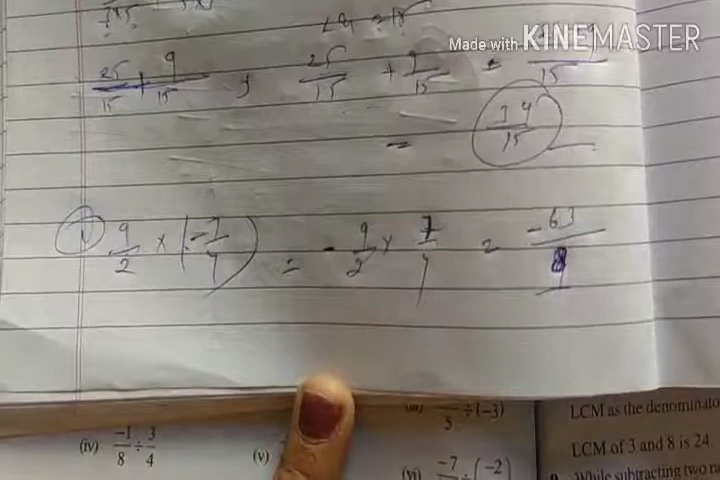 Made with KINEMASTER
25/15 + 9/15 , 25/15 + 9/15 =
= 34/15
i) 9/2 × (-7/4) = - 9/2 × 7/4 = -63/8
5 ÷ (-3)
LCM as the denominato
(iv) -1/8 ÷ 3/4
(v)
LCM of 3 and 8 is 24
(vi) -7 ÷ (-2)
While subtracting two